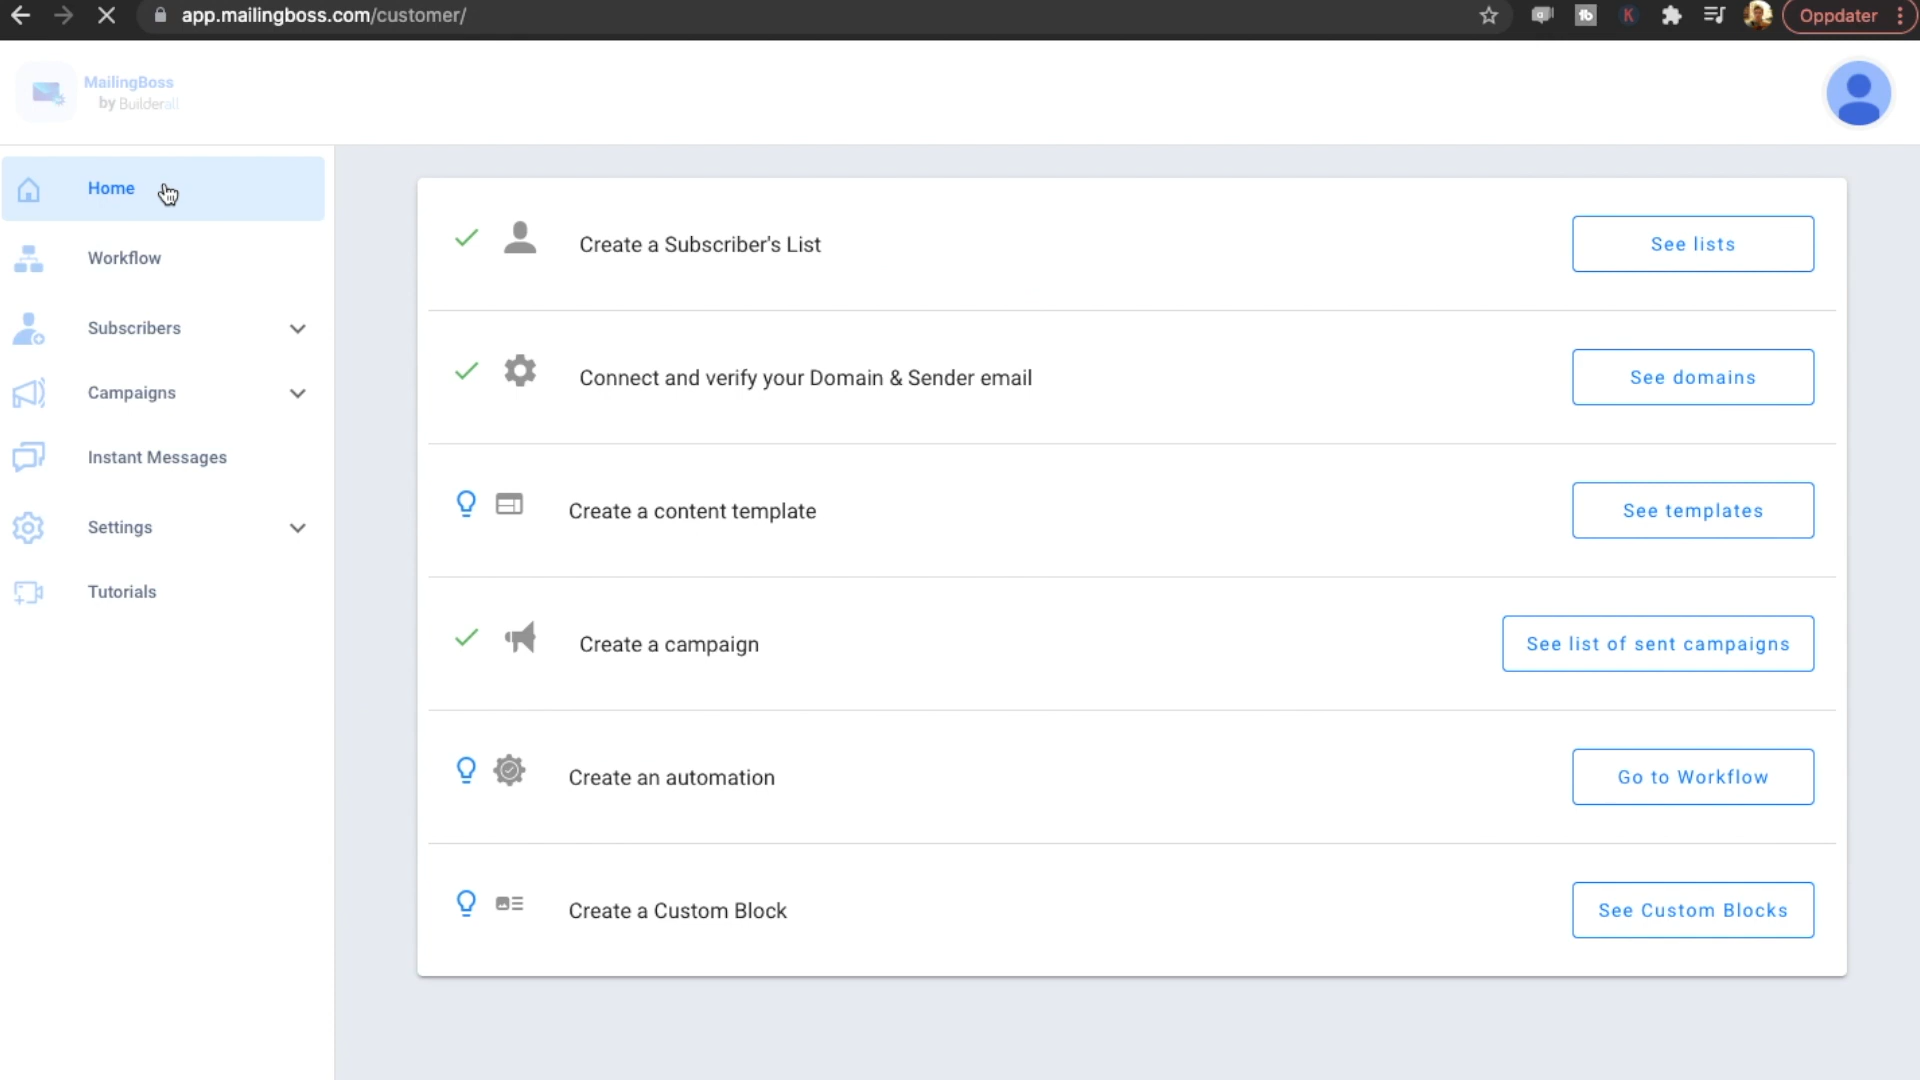 app.mailingboss.com/customer/
Oppdater
MailingBoss
by Builderall
Home
Workflow
Subscribers
Campaigns
Instant Messages
Settings
Tutorials
Create a Subscriber's List
See lists
Connect and verify your Domain & Sender email
See domains
Create a content template
See templates
Create a campaign
See list of sent campaigns
Create an automation
Go to Workflow
Create a Custom Block
See Custom Blocks